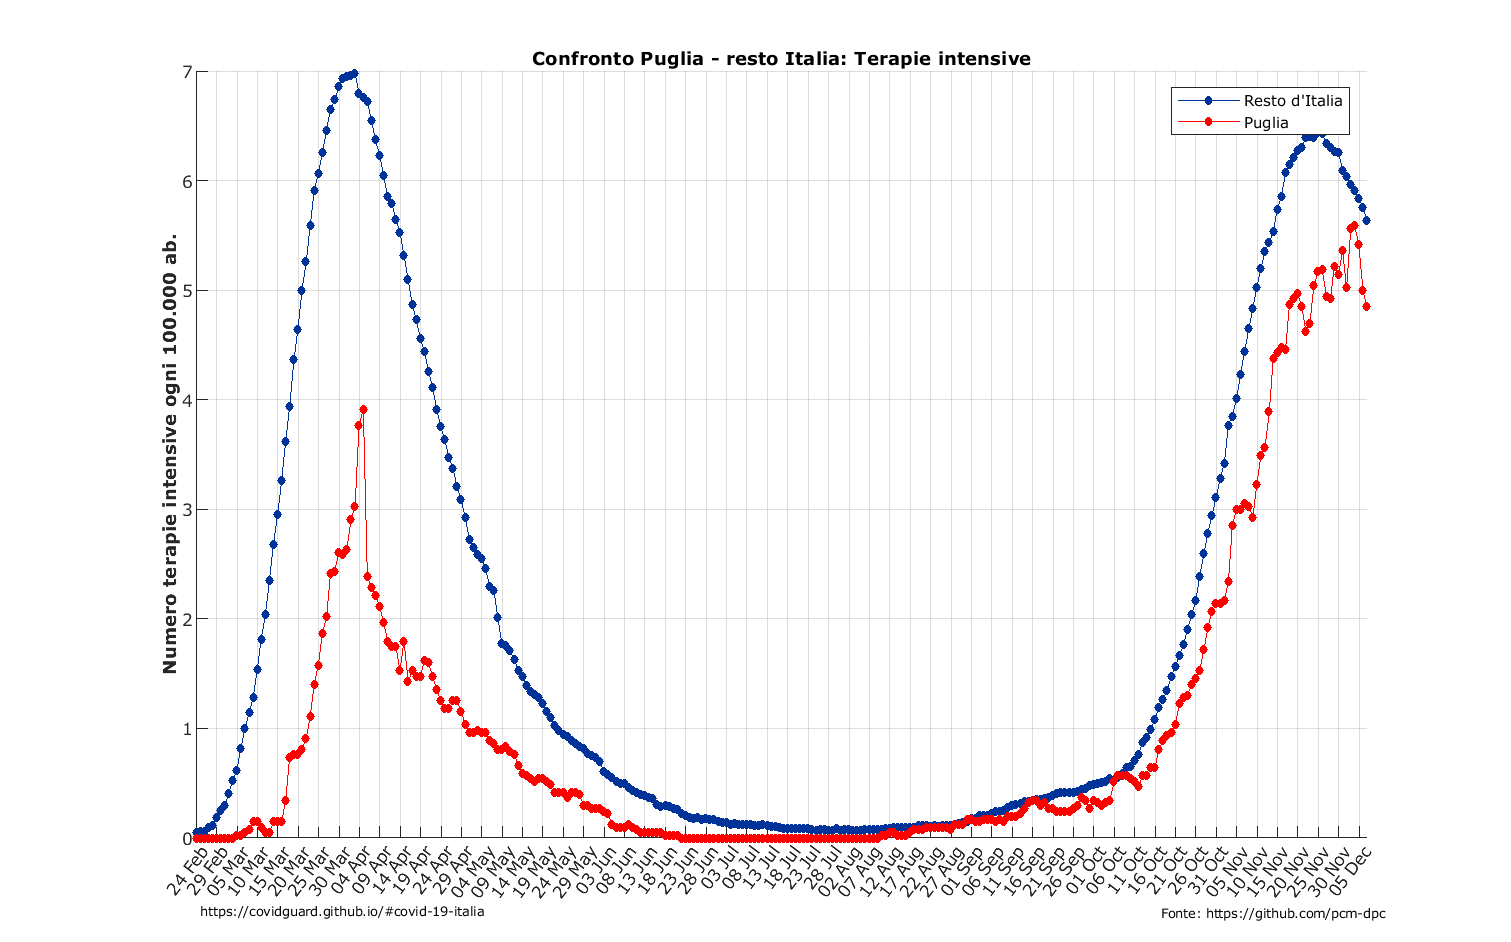 Confronto Puglia - resto Italia: Terapie intensive
Resto d'Italia
Puglia
Numero terapie intensive ogni 100.000 ab.
7
6
5
4
3
2
1
0
24 Feb
29 Feb
05 Mar
10 Mar
15 Mar
20 Mar
25 Mar
30 Mar
04 Apr
09 Apr
14 Apr
19 Apr
24 Apr
29 Apr
04 May
09 May
14 May
19 May
24 May
29 May
03 Jun
08 Jun
13 Jun
18 Jun
23 Jun
28 Jun
03 Jul
08 Jul
13 Jul
18 Jul
23 Jul
28 Jul
02 Aug
07 Aug
12 Aug
17 Aug
22 Aug
27 Aug
01 Sep
06 Sep
11 Sep
16 Sep
21 Sep
26 Sep
01 Oct
06 Oct
11 Oct
16 Oct
21 Oct
26 Oct
31 Oct
05 Nov
10 Nov
15 Nov
20 Nov
25 Nov
30 Nov
05 Dec
https://covidguard.github.io/#covid-19-italia
Fonte: https://github.com/pcm-dpc